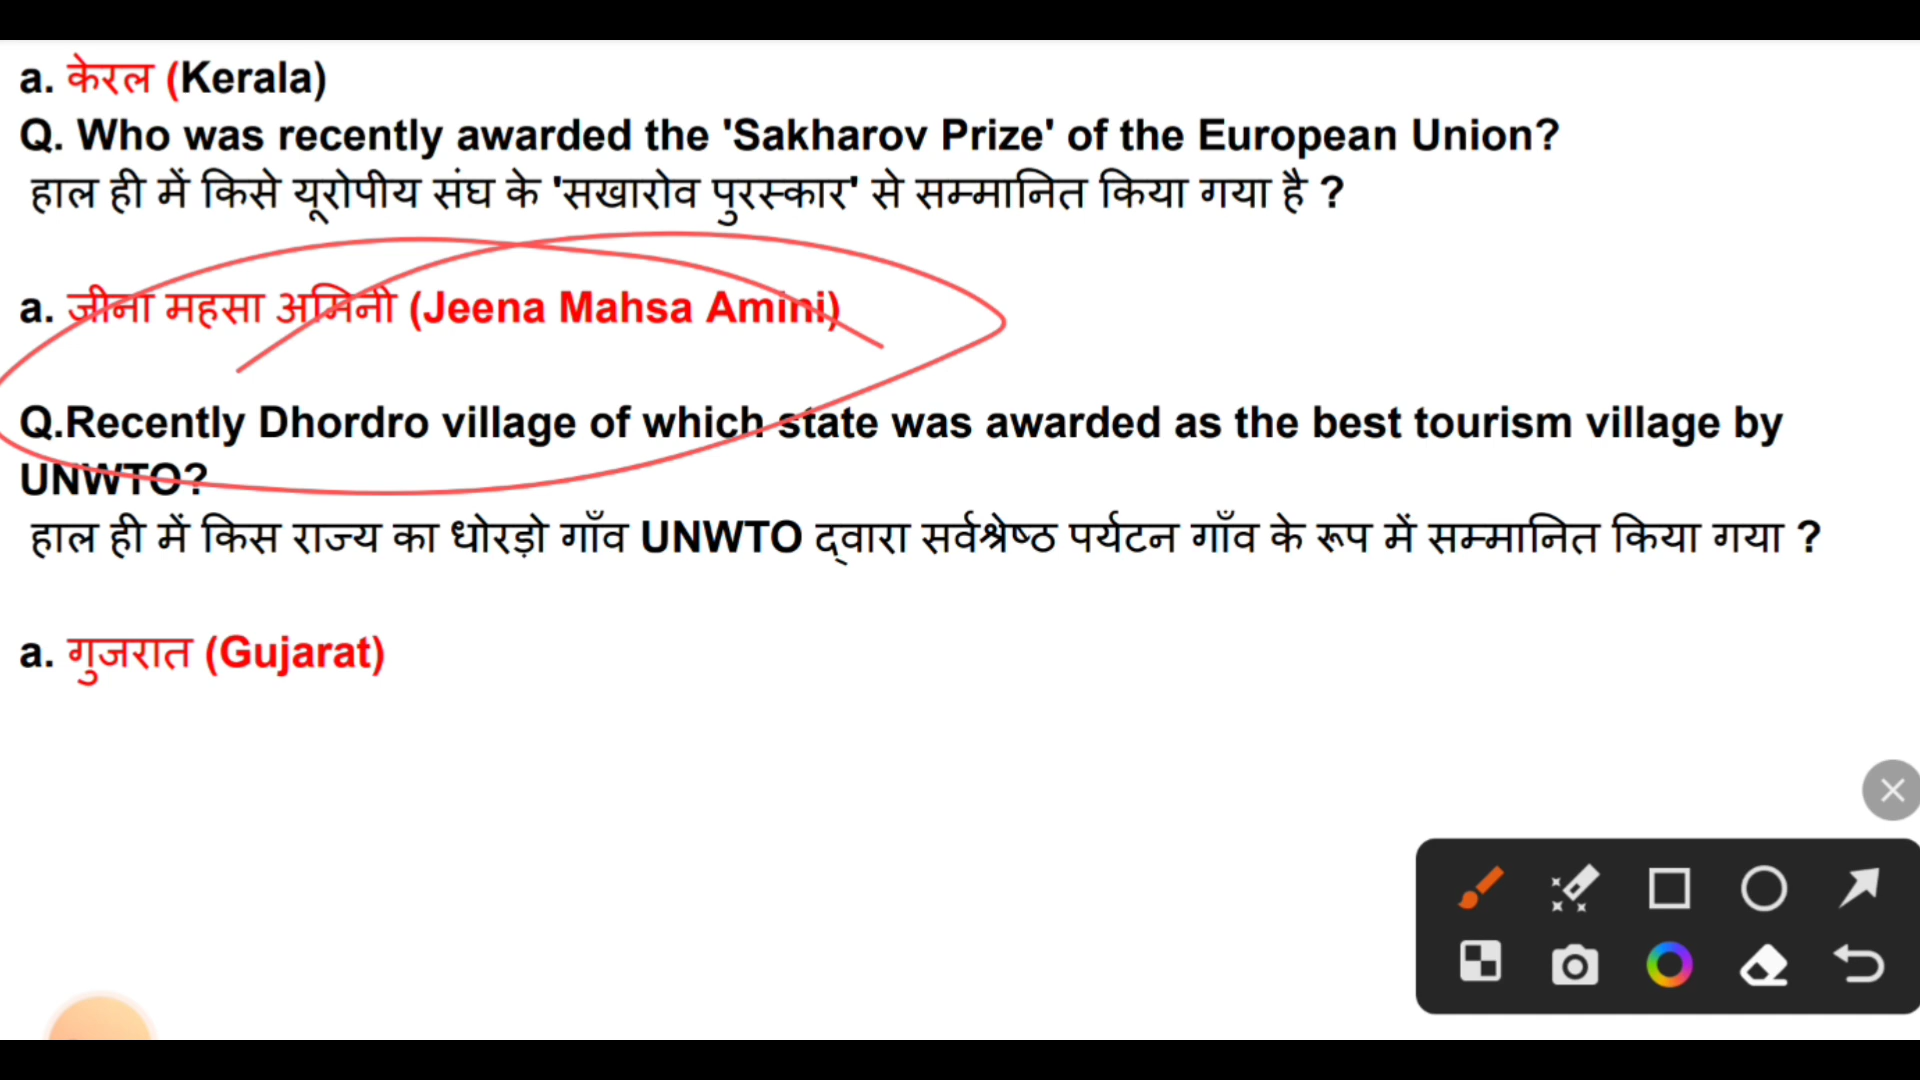 a. केरल (Kerala)
Q. Who was recently awarded the 'Sakharov Prize' of the European Union?
हाल ही में किसे यूरोपीय संघ के 'सखारोव पुरस्कार' से सम्मानित किया गया है ?
a. जीना महसा अमिनी (Jeena Mahsa Amini)
Q.Recently Dhordro village of which state was awarded as the best tourism village by
UNWTO?
हाल ही में किस राज्य का धोरड़ो गाँव UNWTO द्वारा सर्वश्रेष्ठ पर्यटन गाँव के रूप में सम्मानित किया गया ?
a. गुजरात (Gujarat)